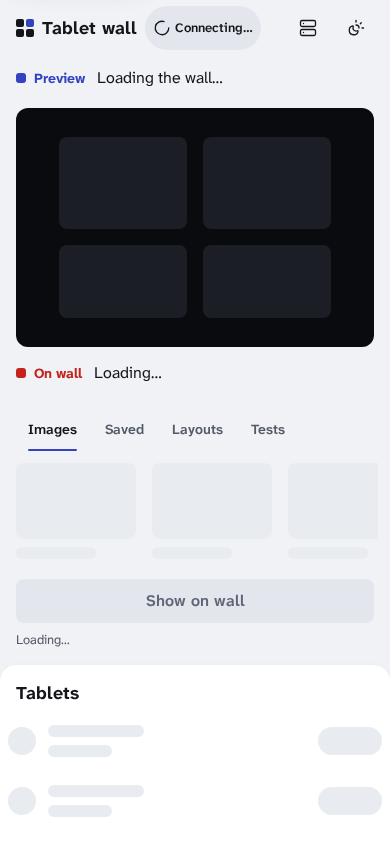 Tablet wall
Connecting...
Preview Loading the wall...
On wall Loading...
Images Saved Layouts Tests
Show on wall
Loading...
Tablets